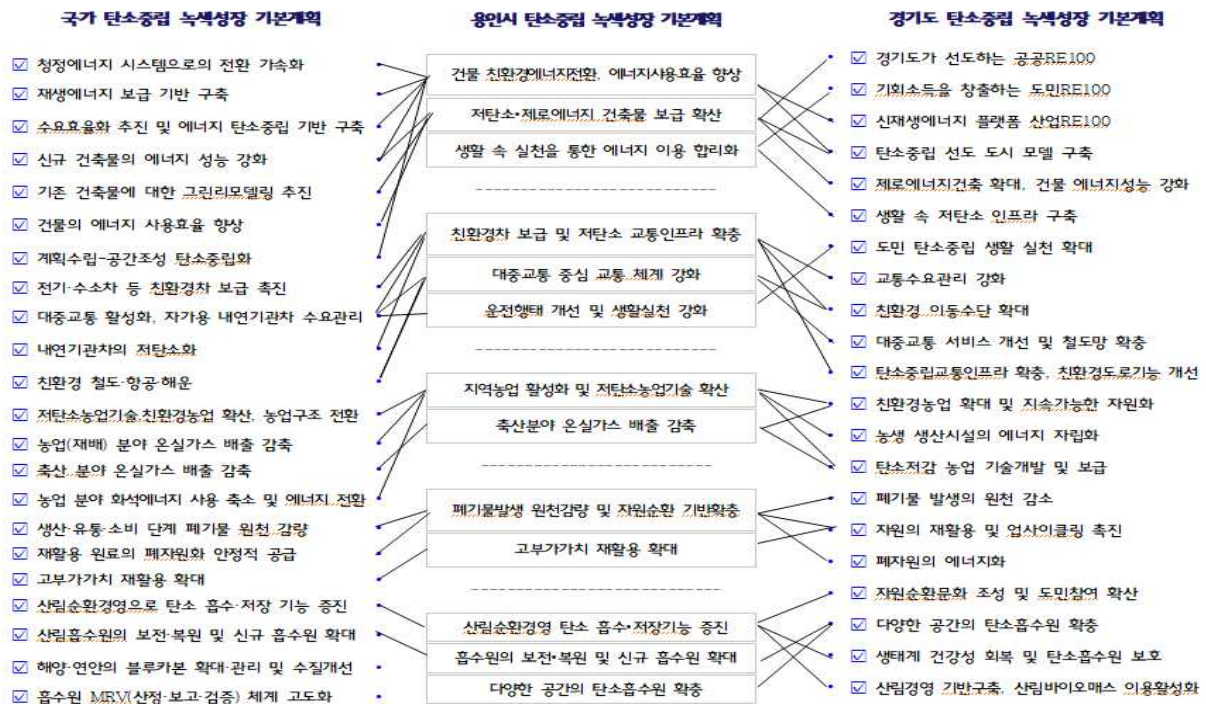 국가 탄소중립 녹색성장 기본계획
☑ 청정에너지 시스템으로의 전환 가속화
☑ 재생에너지 보급 기반 구축
☑ 수요효율화 추진 및 에너지 탄소중립 기반 구축
☑ 신규 건축물의 에너지 성능 강화
☑ 기존 건축물에 대한 그린리모델링 추진
☑ 건물의 에너지 사용효율 향상
☑ 계획수립-공간조성 탄소중립화
☑ 전기·수소차 등 친환경차 보급 촉진
☑ 대중교통 활성화, 자가용 내연기관차 수요관리
☑ 내연기관차의 저탄소화
☑ 친환경 철도·항공·해운
☑ 저탄소농업기술.친환경농업 확산, 농업구조 전환
☑ 농업(재배) 분야 온실가스 배출 감축
☑ 축산 분야 온실가스 배출 감축
☑ 농업 분야 화석에너지 사용 축소 및 에너지 전환
☑ 생산·유통·소비 단계 폐기물 원천 감량
☑ 재활용 원료의 폐자원화 안정적 공급
☑ 고부가가치 재활용 확대
☑ 산림순환경영으로 탄소 흡수·저장 기능 증진
☑ 산림흡수원의 보전·복원 및 신규 흡수원 확대
☑ 해양·연안의 블루카본 확대·관리 및 수질개선
☑ 흡수원 MRV(산정·보고·검증) 체계 고도화
용인시 탄소중립 녹색성장 기본계획
건물 친환경에너지전환, 에너지사용효율 향상
저탄소•제로에너지 건축물 보급 확산
생활 속 실천을 통한 에너지 이용 합리화
친환경차 보급 및 저탄소 교통인프라 확충
대중교통 중심 교통 체계 강화
운전행태 개선 및 생활실천 강화
지역농업 활성화 및 저탄소농업기술 확산
축산분야 온실가스 배출 감축
폐기물발생 원천감량 및 자원순환 기반확충
고부가가치 재활용 확대
산림순환경영 탄소 흡수•저장기능 증진
흡수원의 보전•복원 및 신규 흡수원 확대
다양한 공간의 탄소흡수원 확충
경기도 탄소중립 녹색성장 기본계획
☑ 경기도가 선도하는 공공RE100
☑ 기회소득을 창출하는 도민RE100
☑ 신재생에너지 플랫폼 산업RE100
☑ 탄소중립 선도 도시 모델 구축
☑ 제로에너지건축 확대, 건물 에너지성능 강화
☑ 생활 속 저탄소 인프라 구축
☑ 도민 탄소중립 생활 실천 확대
☑ 교통수요관리 강화
☑ 친환경 이동수단 확대
☑ 대중교통 서비스 개선 및 철도망 확충
☑ 탄소중립교통인프라 확충, 친환경도로기능 개선
☑ 친환경농업 확대 및 지속가능한 자원화
☑ 농생 생산시설의 에너지 자립화
☑ 탄소저감 농업 기술개발 및 보급
☑ 폐기물 발생의 원천 감소
☑ 자원의 재활용 및 업사이클링 촉진
☑ 폐자원의 에너지화
☑ 자원순환문화 조성 및 도민참여 확산
☑ 다양한 공간의 탄소흡수원 확충
☑ 생태계 건강성 회복 및 탄소흡수원 보호
☑ 산림경영 기반구축, 산림바이오매스 이용활성화